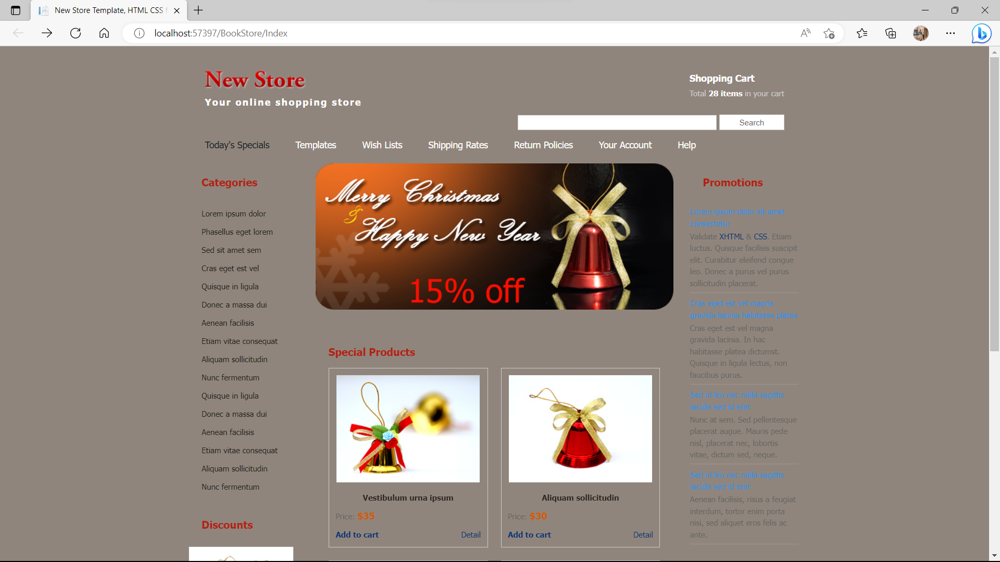 New Store Template, HTML CSS f
localhost:57397/BookStore/Index
New Store
Your online shopping store
Shopping Cart
Total 28 items in your cart
Search
Today's Specials Templates Wish Lists Shipping Rates Return Policies Your Account Help
Categories
Lorem ipsum dolor
Phasellus eget lorem
Sed sit amet sem
Cras eget est vel
Quisque in ligula
Donec a massa dui
Aenean facilisis
Etiam vitae consequat
Aliquam sollicitudin
Nunc fermentum
Quisque in ligula
Donec a massa dui
Aenean facilisis
Etiam vitae consequat
Aliquam sollicitudin
Nunc fermentum
Discounts
Merry Christmas
&
Happy New Year
15% off
Special Products
Vestibulum urna ipsum
Price: $35
Add to cart Detail
Aliquam sollicitudin
Price: $30
Add to cart Detail
Promotions
Lorem ipsum dolor sit amet
consectetur
Validate XHTML & CSS. Etiam
luctus. Quisque facilisis suscipit
elit. Curabitur eleifend congue
leo. Donec a purus vel purus
sollicitudin placerat.
Cras eget est vel magna
gravida lacinia habitasse platea
Cras eget est vel magna
gravida lacinia. In hac
habitasse platea dictumst.
Quisque in ligula lectus, non
faucibus purus.
Sed id leo nec nulla sagittis
iaculis sed id erat
Nunc at sem. Sed pellentesque
placerat augue. Mauris pede
nisl, placerat nec, lobortis
vitae, dictum sed, neque.
Sed id leo nec nulla sagittis
iaculis sed id erat
Aenean facilisis, risus a feugiat
interdum, tortor enim porta
nisi, sed aliquet eros felis ac
ante.